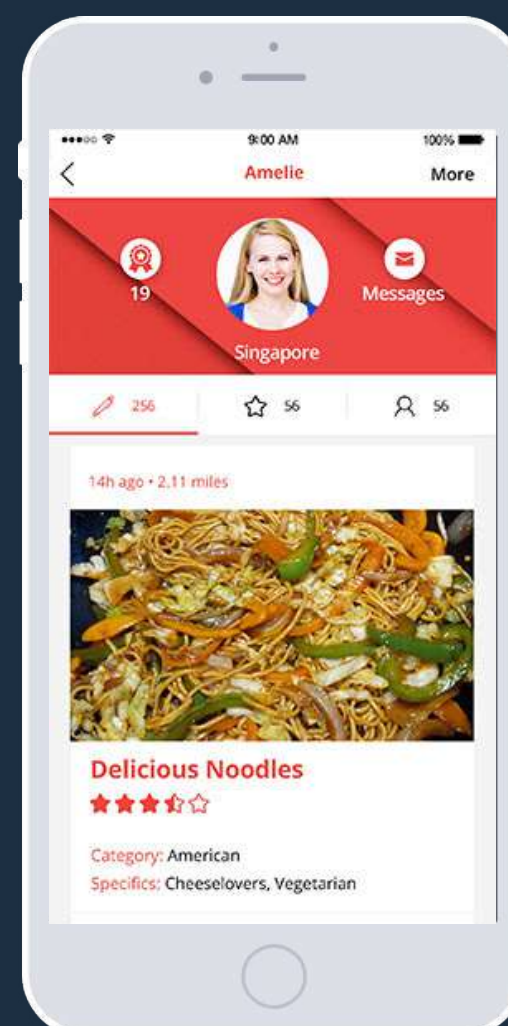 9:00 AM 100%
Amelie More
19 Messages
Singapore
256 56 56
14h ago • 2.11 miles
Delicious Noodles
Category: American
Specifics: Cheeselovers, Vegetarian